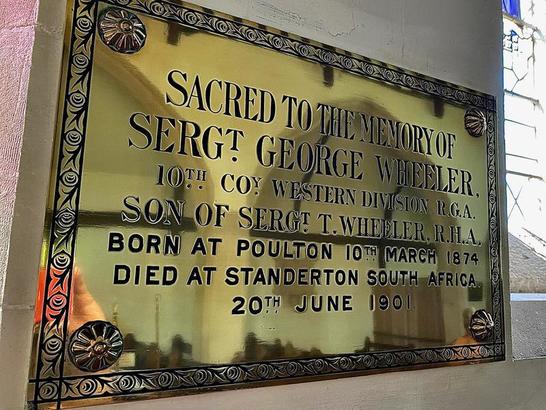 SACRED TO THE MEMORY OF
SERGT. GEORGE WHEELER,
10TH COY WESTERN DIVISION R.G.A.
SON OF SERGT. T. WHEELER, R.H.A.
BORN AT POULTON 10TH MARCH 1874
DIED AT STANDERTON SOUTH AFRICA.
20TH JUNE 1901.